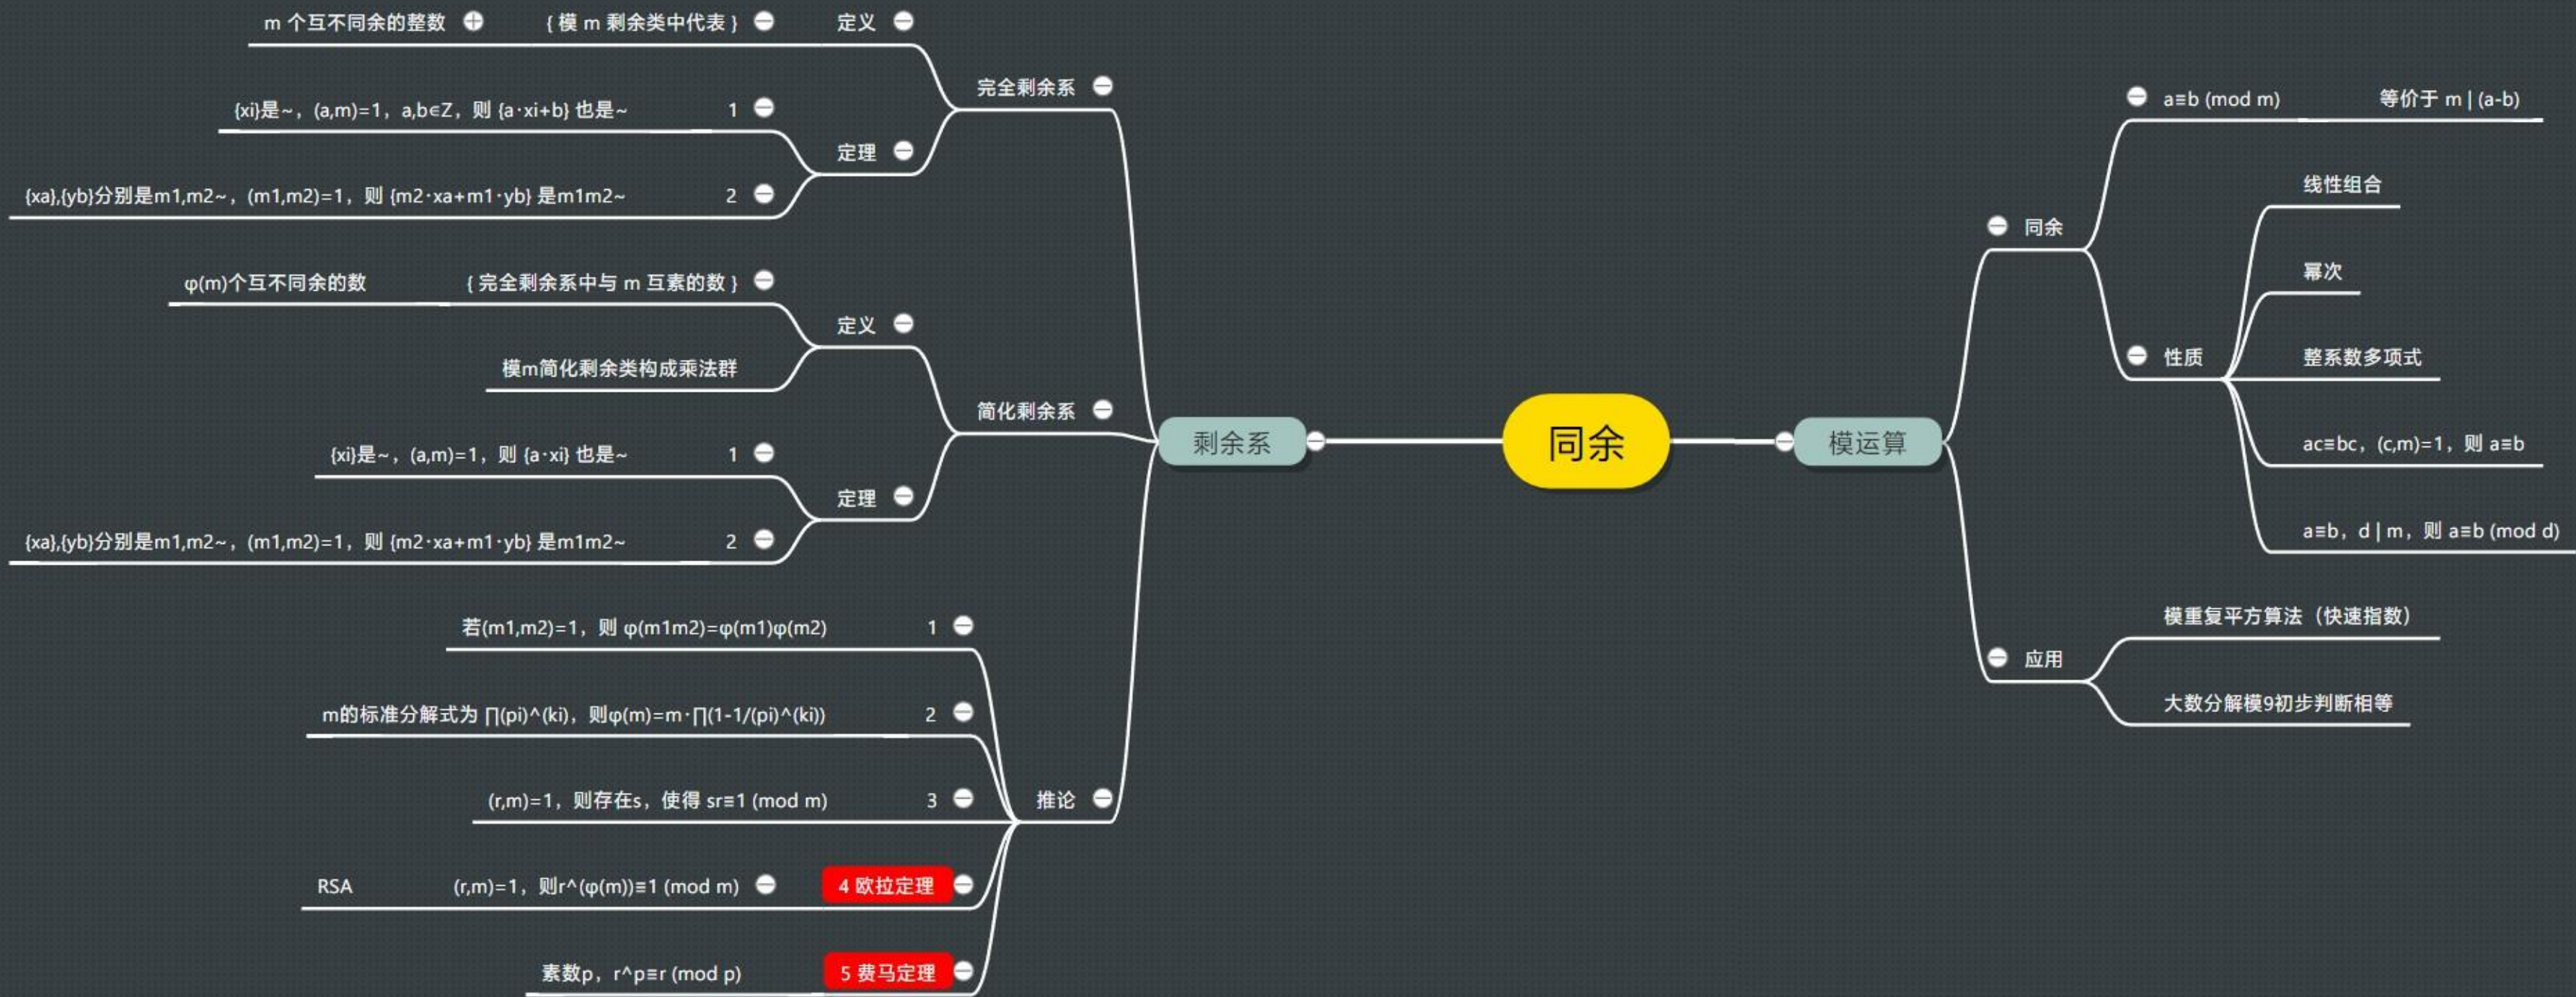 同余
剩余系
完全剩余系
定义
{ 模 m 剩余类中代表 }
m 个互不同余的整数
定理
1
{xi}是~，(a,m)=1，a,b∈Z，则 {a·xi+b} 也是~
2
{xa},{yb}分别是m1,m2~，(m1,m2)=1，则 {m2·xa+m1·yb} 是m1m2~
简化剩余系
定义
{ 完全剩余系中与 m 互素的数 }
φ(m)个互不同余的数
模m简化剩余类构成乘法群
定理
1
{xi}是~，(a,m)=1，则 {a·xi} 也是~
2
{xa},{yb}分别是m1,m2~，(m1,m2)=1，则 {m2·xa+m1·yb} 是m1m2~
推论
1
若(m1,m2)=1，则 φ(m1m2)=φ(m1)φ(m2)
2
m的标准分解式为 ∏(pi)^(ki)，则φ(m)=m·∏(1-1/(pi)^(ki))
3
(r,m)=1，则存在s，使得 sr≡1 (mod m)
4 欧拉定理
(r,m)=1，则r^(φ(m))≡1 (mod m)
RSA
5 费马定理
素数p，r^p≡r (mod p)
模运算
同余
a≡b (mod m)
等价于 m | (a-b)
性质
线性组合
幂次
整系数多项式
ac≡bc，(c,m)=1，则 a≡b
a≡b，d | m，则 a≡b (mod d)
应用
模重复平方算法（快速指数）
大数分解模9初步判断相等